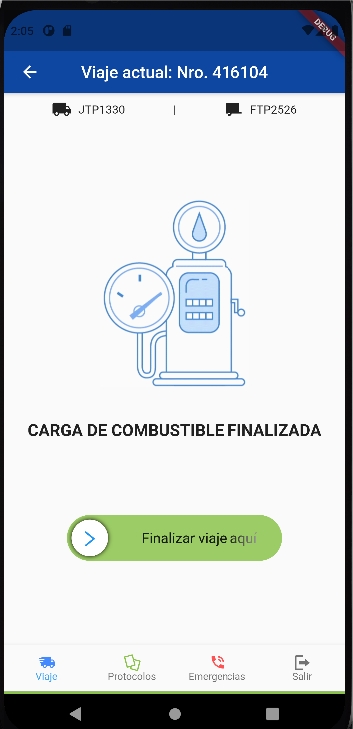 2:05
DEBUG
Viaje actual: Nro. 416104
JTP1330 | FTP2526
CARGA DE COMBUSTIBLE FINALIZADA
Finalizar viaje aquí
Viaje Protocolos Emergencias Salir